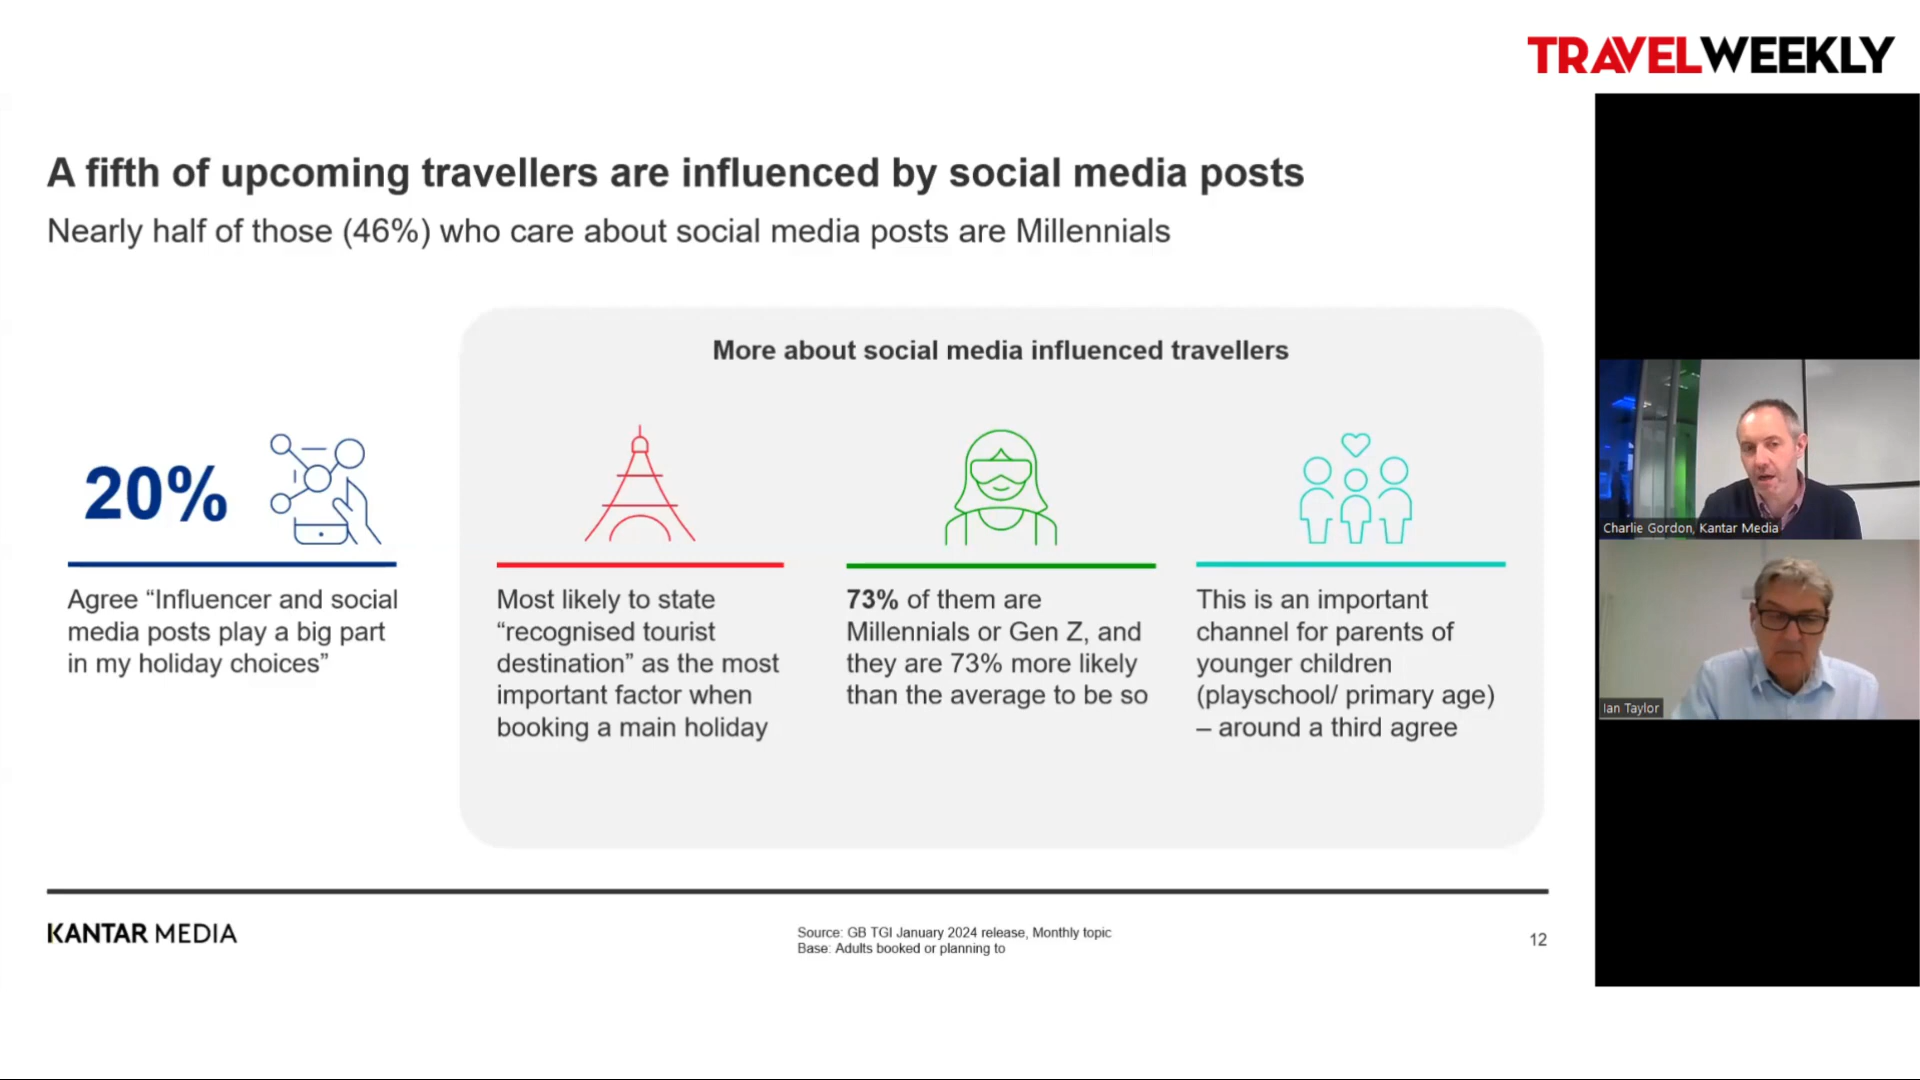 TRAVELWEEKLY
A fifth of upcoming travellers are influenced by social media posts
Nearly half of those (46%) who care about social media posts are Millennials
More about social media influenced travellers
20%
Agree “Influencer and social
media posts play a big part
in my holiday choices”
Most likely to state
“recognised tourist
destination” as the most
important factor when
booking a main holiday
73% of them are
Millennials or Gen Z, and
they are 73% more likely
than the average to be so
This is an important
channel for parents of
younger children
(playschool/ primary age)
– around a third agree
Charlie Gordon, Kantar Media
Ian Taylor
KANTAR MEDIA
Source: GB TGI January 2024 release, Monthly topic
Base: Adults booked or planning to
12